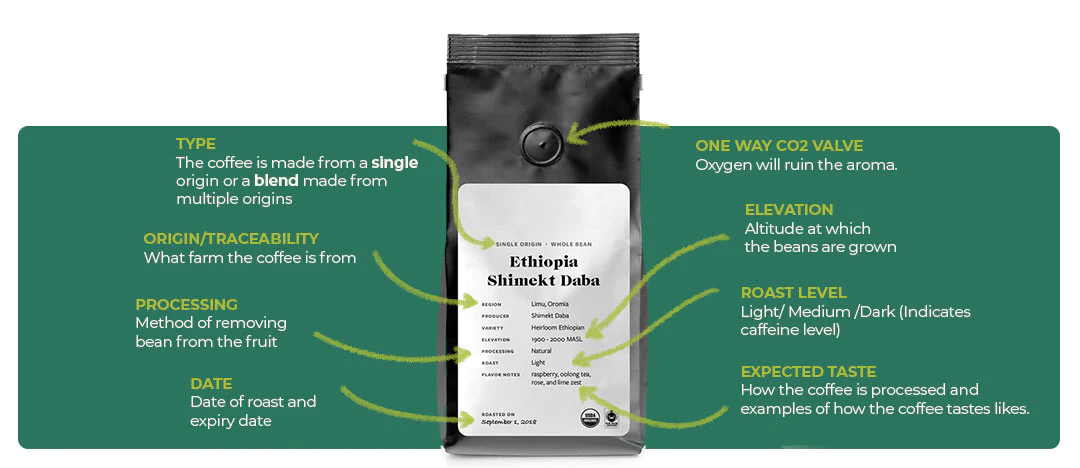 TYPE
The coffee is made from a single
origin or a blend made from
multiple origins
ORIGIN/TRACEABILITY
What farm the coffee is from
PROCESSING
Method of removing
bean from the fruit
DATE
Date of roast and
expiry date
SINGLE ORIGIN • WHOLE BEAN
Ethiopia
Shimekt Daba
REGION Limu, Oromia
PRODUCER Shimekt Daba
VARIETY Heirloom Ethiopian
ELEVATION 1900 - 2000 MASL
PROCESSING Natural
ROAST Light
FLAVOR NOTES raspberry, oolong tea,
rose, and lime zest
ROASTED ON
September 1, 2018
USDA
ORGANIC
ONE WAY CO2 VALVE
Oxygen will ruin the aroma.
ELEVATION
Altitude at which
the beans are grown
ROAST LEVEL
Light/ Medium /Dark (Indicates
caffeine level)
EXPECTED TASTE
How the coffee is processed and
examples of how the coffee tastes likes.